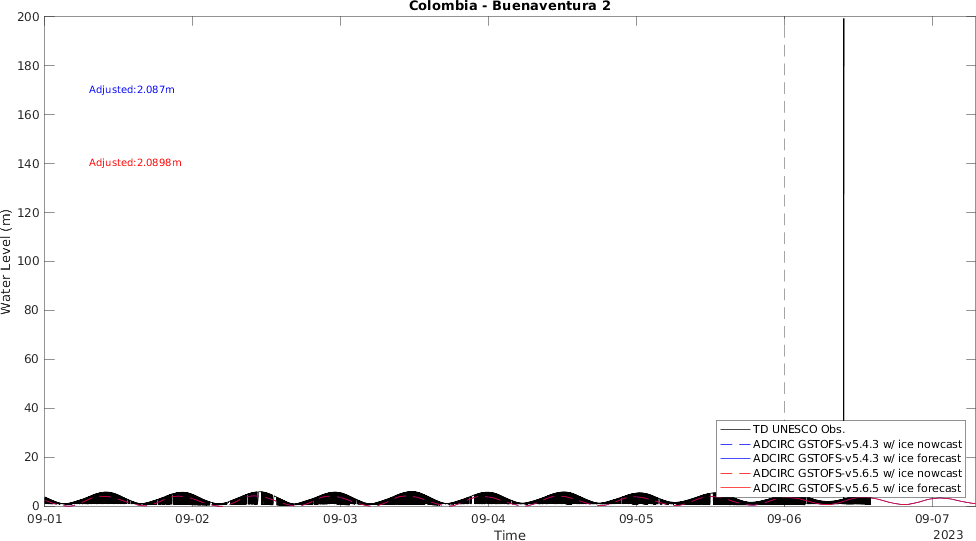 Colombia - Buenaventura 2
200
180
160
140
120
100
80
60
40
20
0
Water Level (m)
Adjusted:2.087m
Adjusted:2.0898m
TD UNESCO Obs.
ADCIRC GSTOFS-v5.4.3 w/ ice nowcast
ADCIRC GSTOFS-v5.4.3 w/ ice forecast
ADCIRC GSTOFS-v5.6.5 w/ ice nowcast
ADCIRC GSTOFS-v5.6.5 w/ ice forecast
09-01 09-02 09-03 09-04 09-05 09-06 09-07
Time
2023